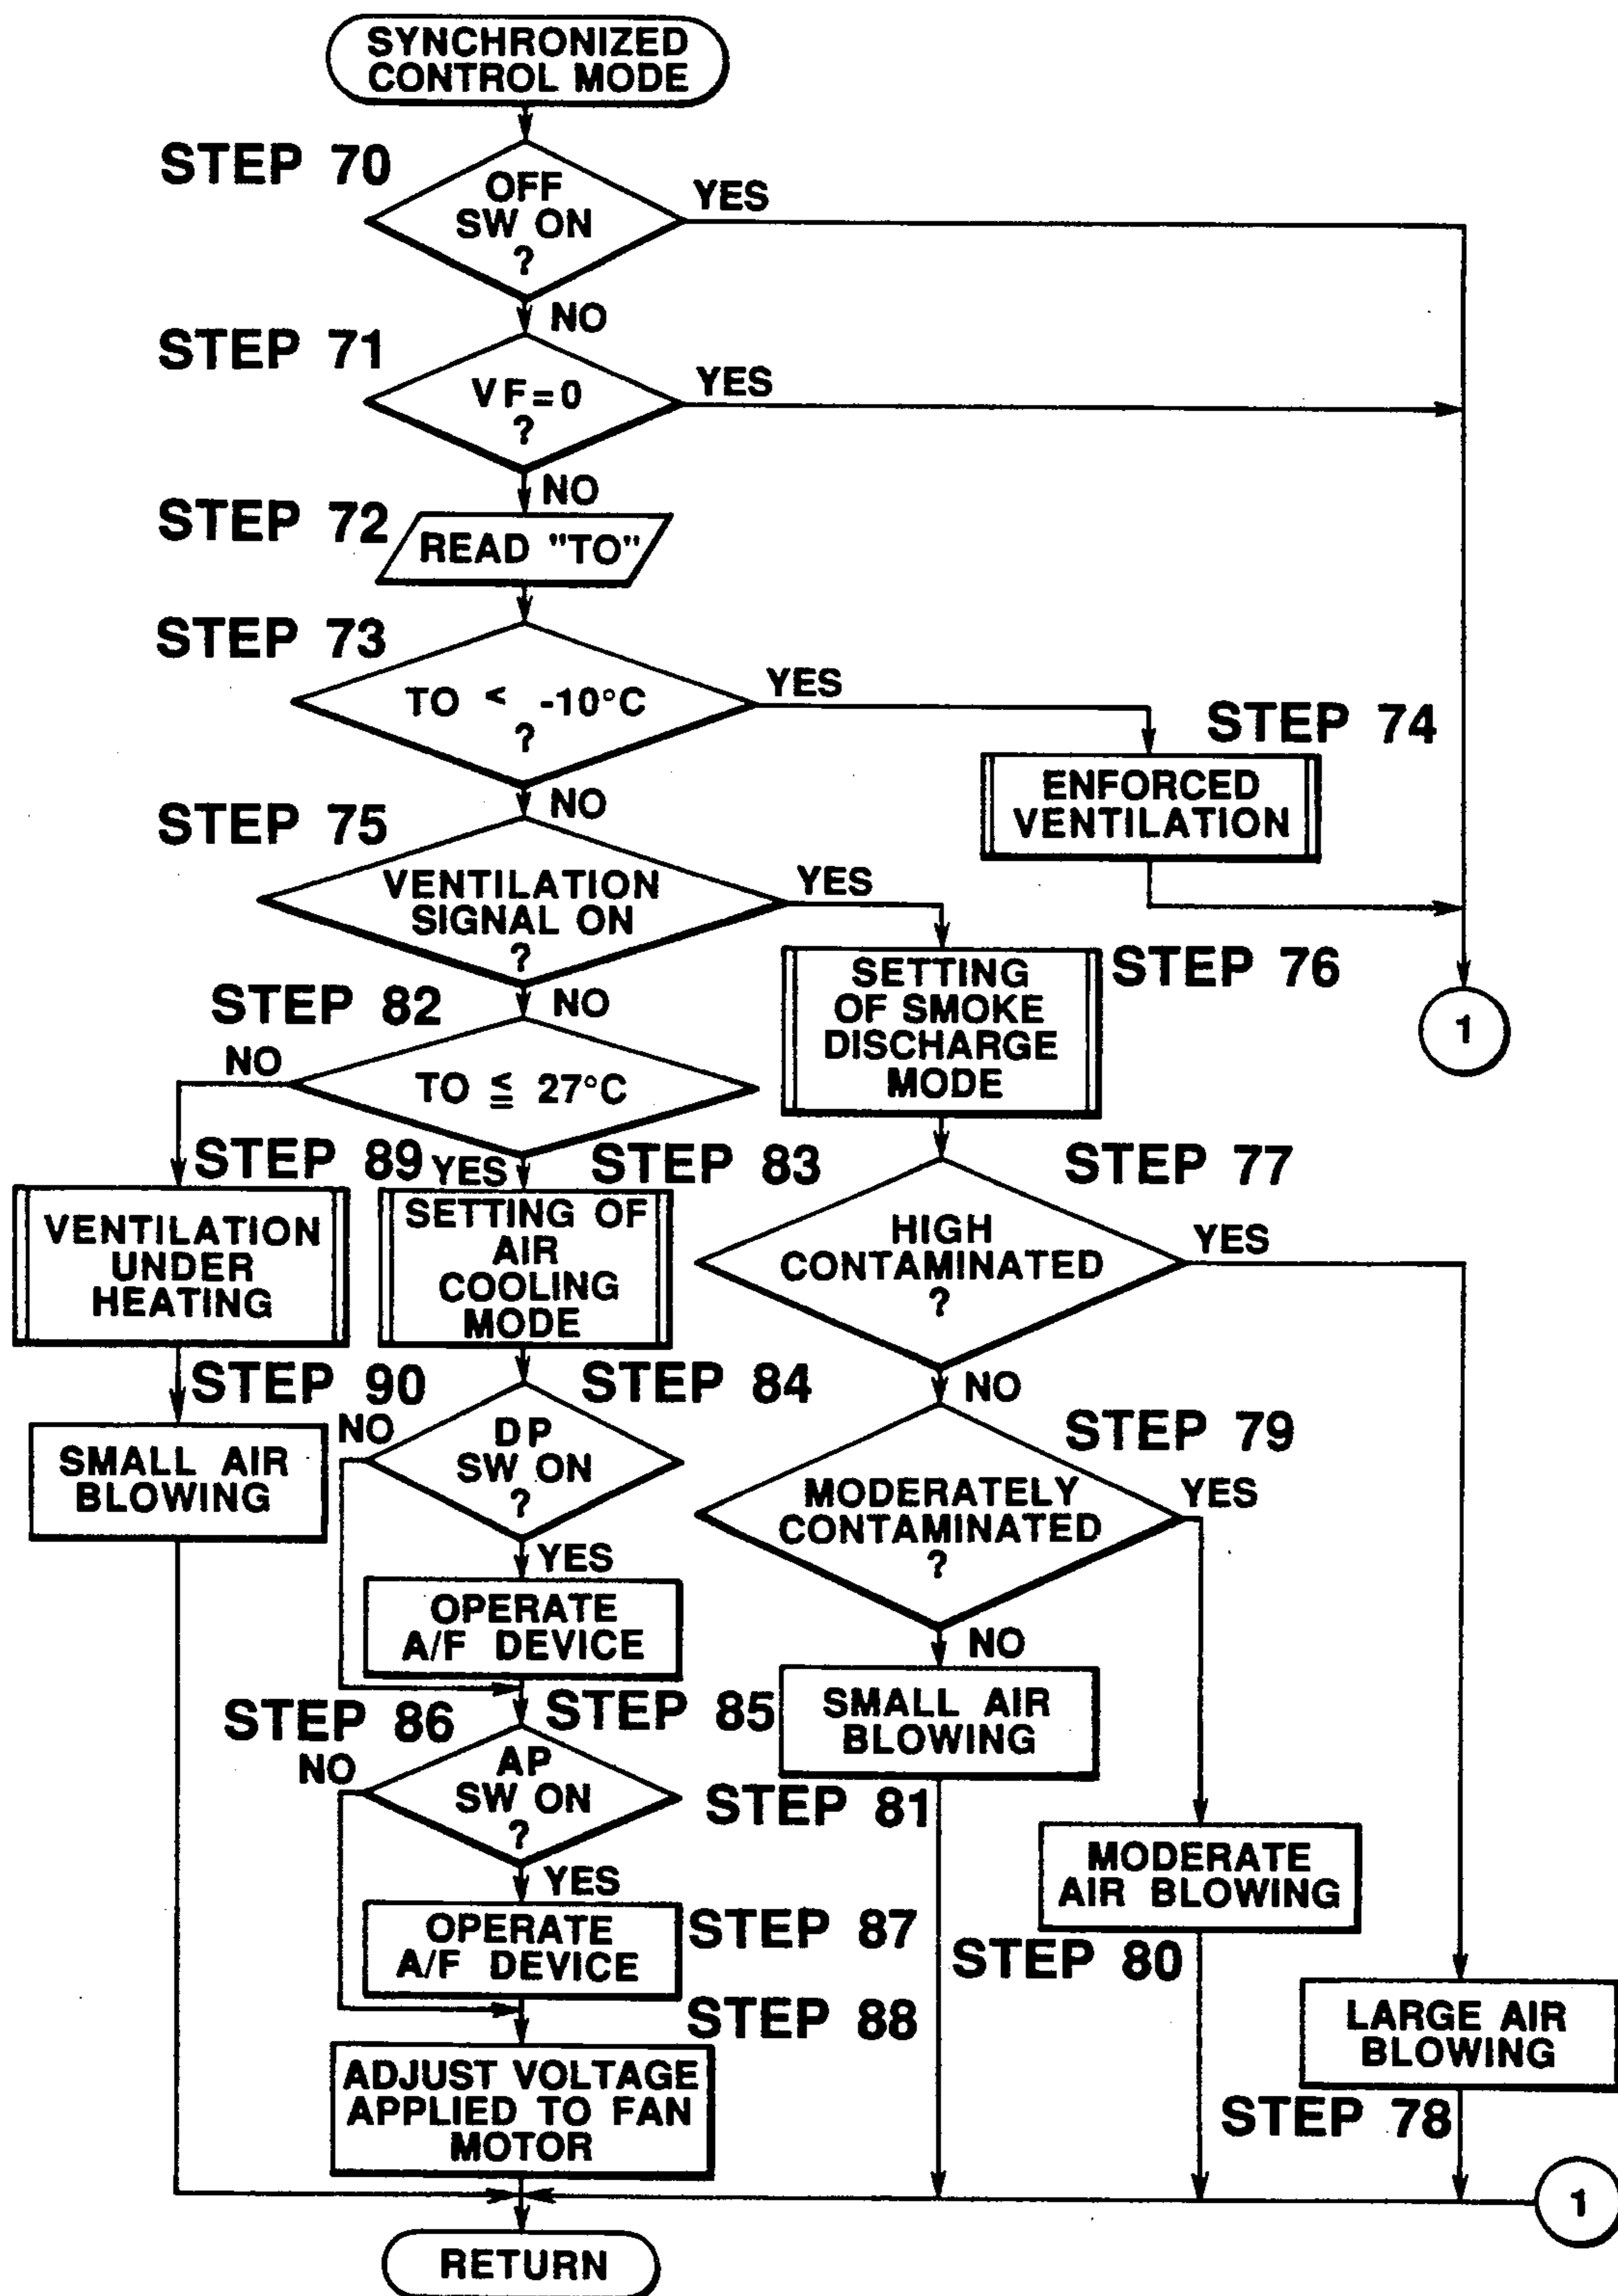 SYNCHRONIZED
CONTROL MODE
STEP 70
OFF
SW ON
?
YES
NO
STEP 71
VF=0
?
YES
NO
STEP 72
READ "TO"
STEP 73
TO < -10°C
?
YES
NO
STEP 74
ENFORCED
VENTILATION
STEP 75
VENTILATION
SIGNAL ON
?
YES
NO
STEP 76
SETTING
OF SMOKE
DISCHARGE
MODE
1
STEP 82
NO
TO ≦ 27°C
YES
STEP 89
VENTILATION
UNDER
HEATING
STEP 83
SETTING OF
AIR
COOLING
MODE
STEP 77
HIGH
CONTAMINATED
?
YES
NO
STEP 90
SMALL AIR
BLOWING
STEP 84
NO
DP
SW ON
?
YES
OPERATE
A/F DEVICE
STEP 79
MODERATELY
CONTAMINATED
?
YES
NO
STEP 85
SMALL AIR
BLOWING
STEP 86
NO
AP
SW ON
?
YES
STEP 81
OPERATE
A/F DEVICE
STEP 87
MODERATE
AIR BLOWING
STEP 80
STEP 88
ADJUST VOLTAGE
APPLIED TO FAN
MOTOR
LARGE AIR
BLOWING
STEP 78
1
RETURN